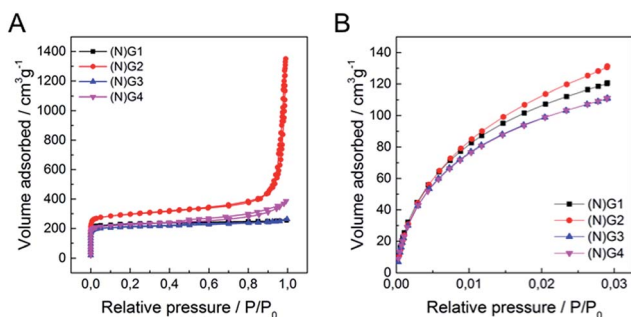 A
Volume adsorbed / cm³g⁻¹
1400
1200
1000
800
600
400
200
0
(N)G1
(N)G2
(N)G3
(N)G4
0,0 0,2 0,4 0,6 0,8 1,0
Relative pressure / P/P₀
B
Volume adsorbed / cm³g⁻¹
140
120
100
80
60
40
20
0
(N)G1
(N)G2
(N)G3
(N)G4
0,00 0,01 0,02 0,03
Relative pressure / P/P₀